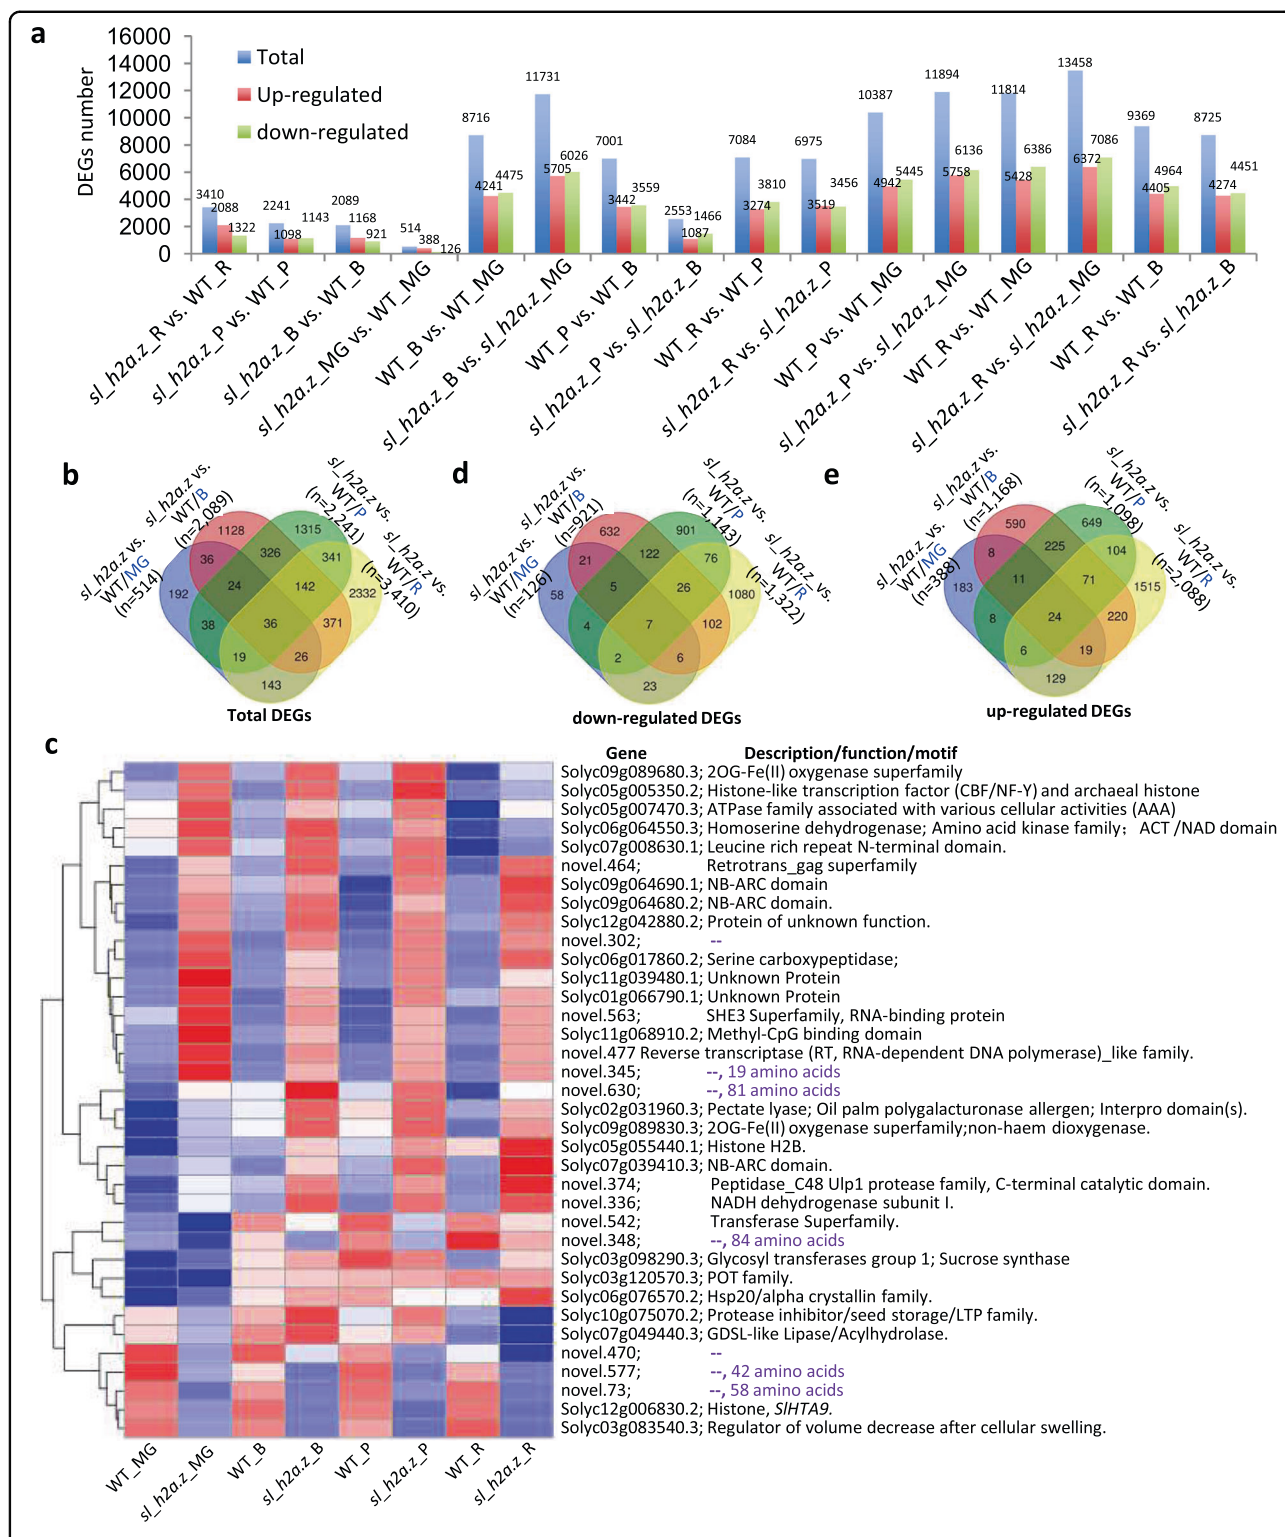 a
16000
14000
12000
10000
8000
6000
4000
2000
0
DEGs number
Total
Up-regulated
down-regulated
3410
2088
1322
2241
1098
1143
2089
1168
921
514
388
126
8716
4241
4475
11731
5705
6026
7001
3442
3559
2553
1087
1466
7084
3274
3810
6975
3519
3456
10387
4942
5445
11894
5758
6136
11814
5428
6386
13458
6372
7086
9369
4405
4964
8725
4274
4451
sl_h2a.z_R vs. WT_R
sl_h2a.z_P vs. WT_P
sl_h2a.z_B vs. WT_B
sl_h2a.z_MG vs. WT_MG
WT_B vs. WT_MG
sl_h2a.z_B vs. sl_h2a.z_MG
WT_P vs. WT_B
sl_h2a.z_P vs. sl_h2a.z_B
WT_R vs. WT_P
sl_h2a.z_R vs. sl_h2a.z_P
WT_P vs. WT_MG
sl_h2a.z_P vs. sl_h2a.z_MG
WT_R vs. WT_MG
sl_h2a.z_R vs. sl_h2a.z_MG
WT_R vs. WT_B
sl_h2a.z_R vs. sl_h2a.z_B
b
sl_h2a.z vs.
WT/MG
(n=514)
sl_h2a.z vs.
WT/B
(n=2,089)
sl_h2a.z vs.
WT/P
(n=2,241)
sl_h2a.z vs.
WT/R
(n=3,410)
1128
1315
36
326
341
192
24
142
2332
38
36
371
19
26
143
Total DEGs
d
sl_h2a.z vs.
WT/MG
(n=126)
sl_h2a.z vs.
WT/B
(n=921)
sl_h2a.z vs.
WT/P
(n=1,143)
sl_h2a.z vs.
WT/R
(n=1,322)
632
901
21
122
76
58
5
26
1080
4
7
102
2
6
23
down-regulated DEGs
e
sl_h2a.z vs.
WT/MG
(n=388)
sl_h2a.z vs.
WT/B
(n=1,168)
sl_h2a.z vs.
WT/P
(n=1,098)
sl_h2a.z vs.
WT/R
(n=2,088)
590
649
8
225
104
183
11
71
1515
8
24
220
6
19
129
up-regulated DEGs
c
Gene Description/function/motif
Solyc09g089680.3; 2OG-Fe(II) oxygenase superfamily
Solyc05g005350.2; Histone-like transcription factor (CBF/NF-Y) and archaeal histone
Solyc05g007470.3; ATPase family associated with various cellular activities (AAA)
Solyc06g064550.3; Homoserine dehydrogenase; Amino acid kinase family; ACT /NAD domain
Solyc07g008630.1; Leucine rich repeat N-terminal domain.
novel.464; Retrotrans_gag superfamily
Solyc09g064690.1; NB-ARC domain
Solyc09g064680.2; NB-ARC domain.
Solyc12g042880.2; Protein of unknown function.
novel.302; --
Solyc06g017860.2; Serine carboxypeptidase;
Solyc11g039480.1; Unknown Protein
Solyc01g066790.1; Unknown Protein
novel.563; SHE3 Superfamily, RNA-binding protein
Solyc11g068910.2; Methyl-CpG binding domain
novel.477 Reverse transcriptase (RT, RNA-dependent DNA polymerase)_like family.
novel.345; --, 19 amino acids
novel.630; --, 81 amino acids
Solyc02g031960.3; Pectate lyase; Oil palm polygalacturonase allergen; Interpro domain(s).
Solyc09g089830.3; 2OG-Fe(II) oxygenase superfamily;non-haem dioxygenase.
Solyc05g055440.1; Histone H2B.
Solyc07g039410.3; NB-ARC domain.
novel.374; Peptidase_C48 Ulp1 protease family, C-terminal catalytic domain.
novel.336; NADH dehydrogenase subunit I.
novel.542; Transferase Superfamily.
novel.348; --, 84 amino acids
Solyc03g098290.3; Glycosyl transferases group 1; Sucrose synthase
Solyc03g120570.3; POT family.
Solyc06g076570.2; Hsp20/alpha crystallin family.
Solyc10g075070.2; Protease inhibitor/seed storage/LTP family.
Solyc07g049440.3; GDSL-like Lipase/Acylhydrolase.
novel.470; --
novel.577; --, 42 amino acids
novel.73; --, 58 amino acids
Solyc12g006830.2; Histone, SlHTA9.
Solyc03g083540.3; Regulator of volume decrease after cellular swelling.
WT_MG
sl_h2a.z_MG
WT_B
sl_h2a.z_B
WT_P
sl_h2a.z_P
WT_R
sl_h2a.z_R